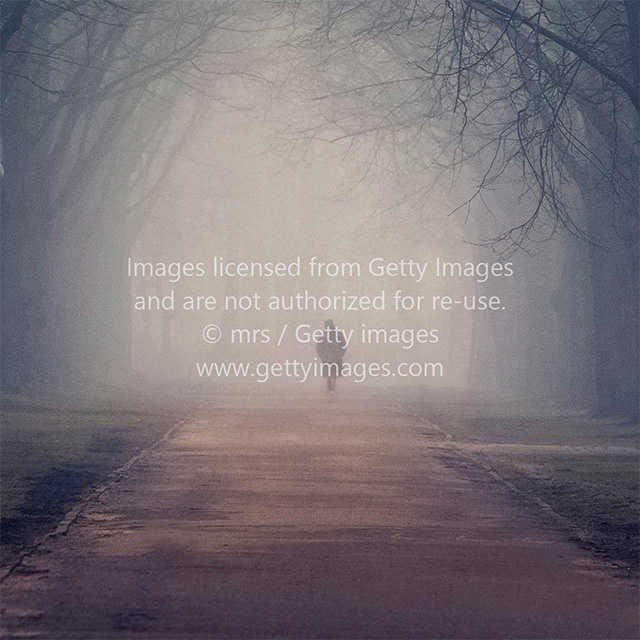 Images licensed from Getty Images
and are not authorized for re-use.
© mrs / Getty images
www.gettyimages.com